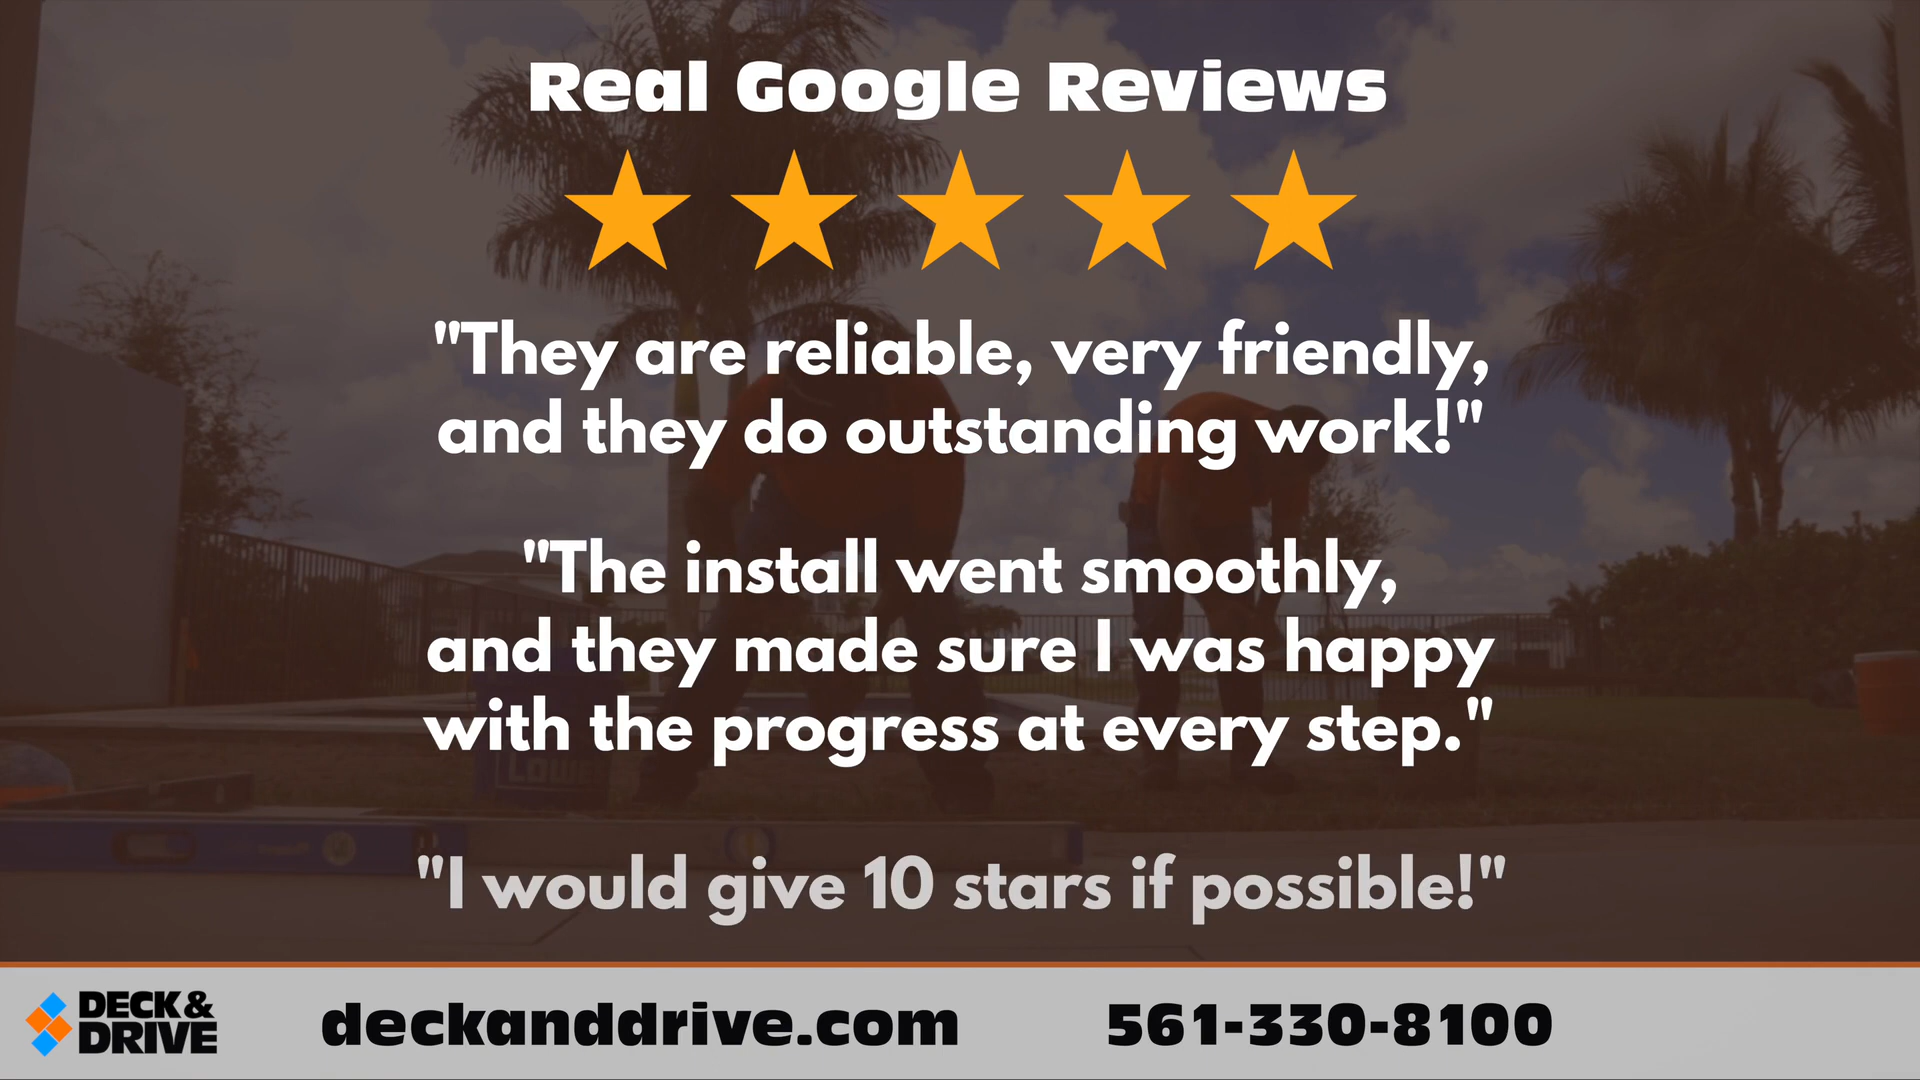 Real Google Reviews
"They are reliable, very friendly,
and they do outstanding work!"
"The install went smoothly,
and they made sure I was happy
with the progress at every step."
Lowe
"I would give 10 stars if possible!"
DECK &
DRIVE
deckanddrive.com
561-330-8100